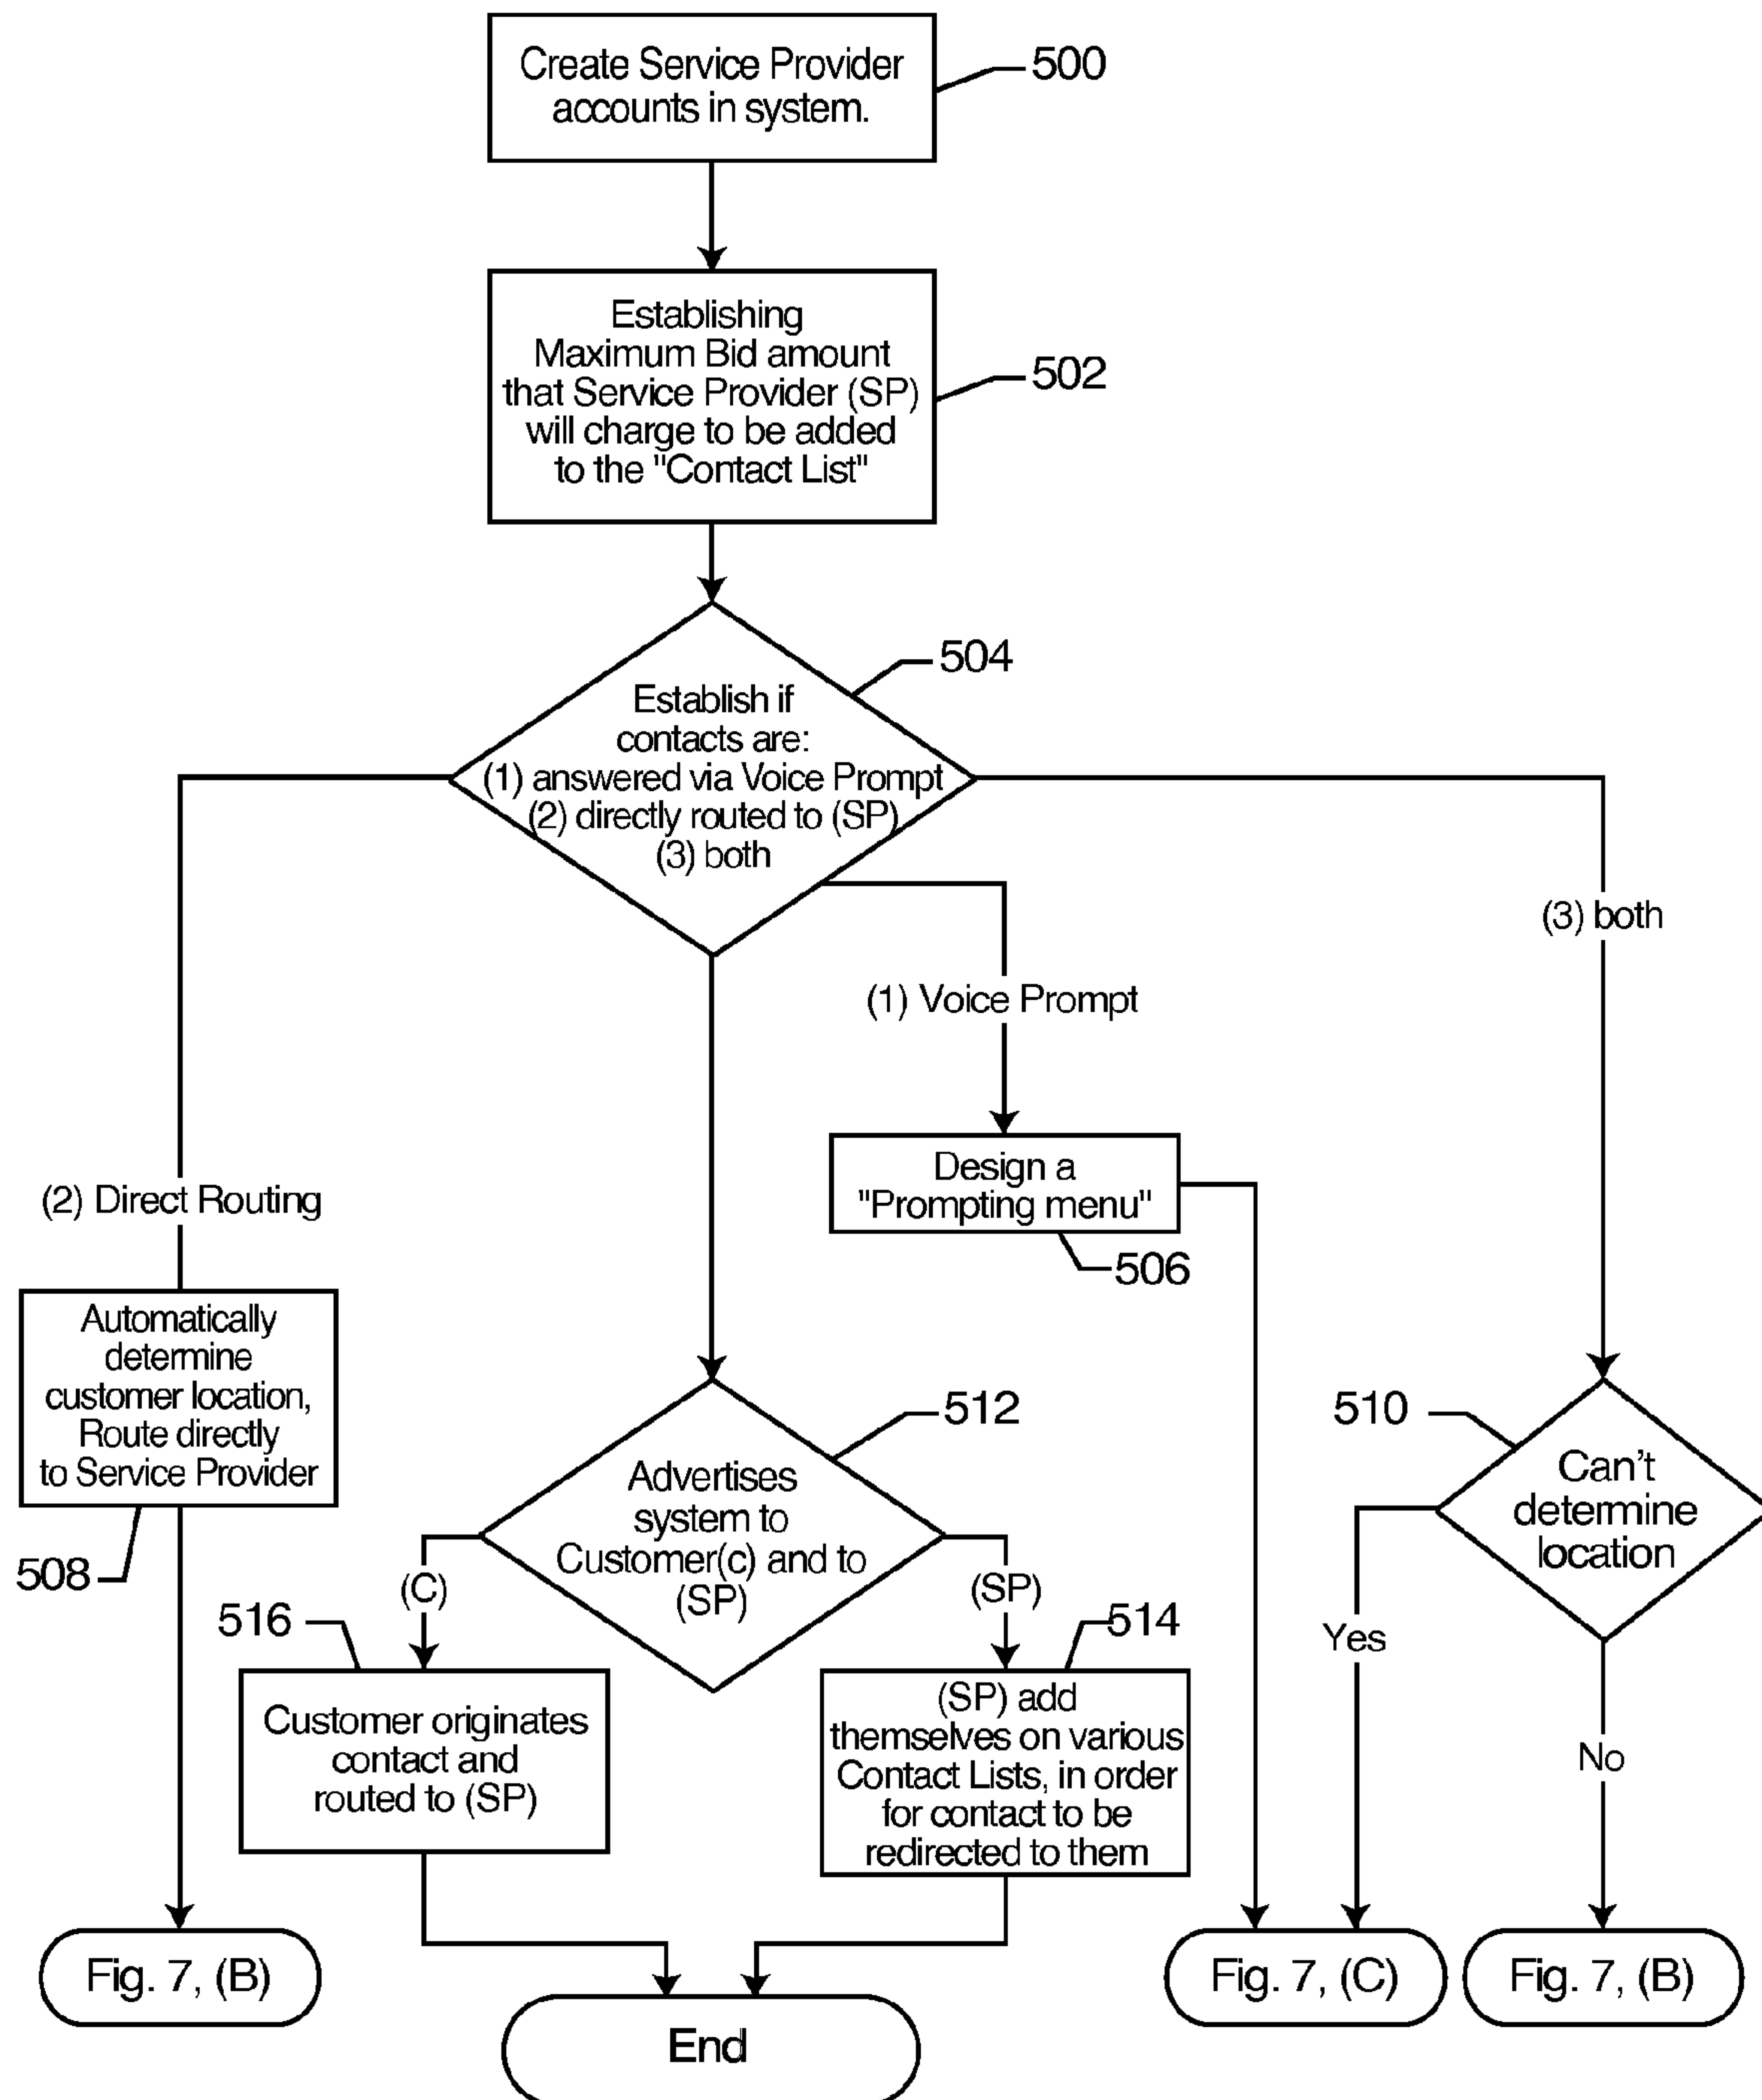 Create Service Provider
accounts in system.
500
Establishing
Maximum Bid amount
that Service Provider (SP)
will charge to be added
to the "Contact List"
502
504
Establish if
contacts are:
(1) answered via Voice Prompt
(2) directly routed to (SP)
(3) both
(3) both
(1) Voice Prompt
(2) Direct Routing
Design a
"Prompting menu"
506
Automatically
determine
customer location,
Route directly
to Service Provider
508
512
Advertises
system to
Customer(c) and to
(SP)
(C)
(SP)
510
Can't
determine
location
Yes
No
516
Customer originates
contact and
routed to (SP)
514
(SP) add
themselves on various
Contact Lists, in order
for contact to be
redirected to them
Fig. 7, (B)
End
Fig. 7, (C)
Fig. 7, (B)